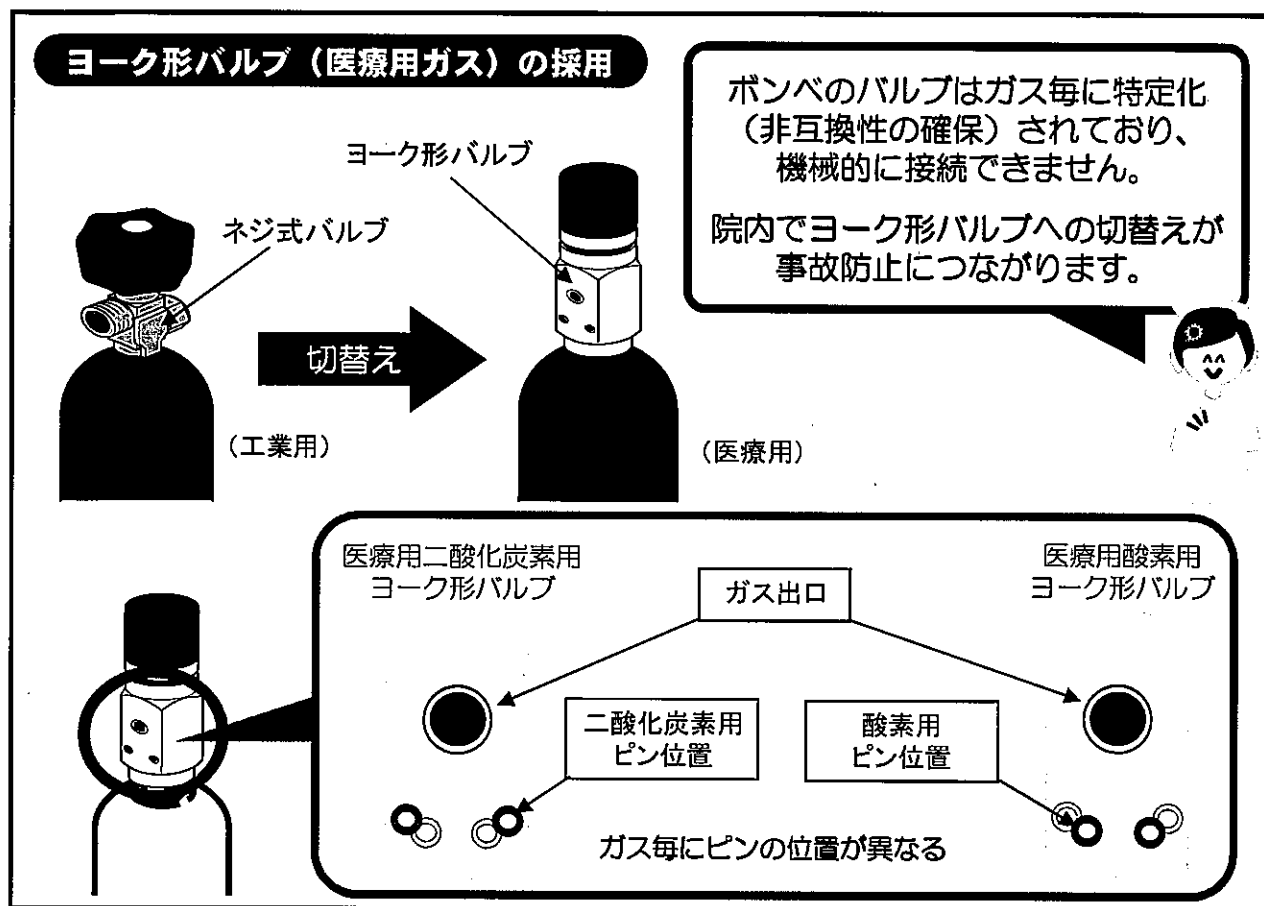 ヨーク形バルブ（医療用ガス）の採用
ボンベのバルブはガス毎に特定化
（非互換性の確保）されており、
機械的に接続できません。
院内でヨーク形バルブへの切替えが
事故防止につながります。
ヨーク形バルブ
ネジ式バルブ
切替え
（工業用）
（医療用）
医療用二酸化炭素用
ヨーク形バルブ
ガス出口
医療用酸素用
ヨーク形バルブ
二酸化炭素用
ピン位置
酸素用
ピン位置
ガス毎にピンの位置が異なる